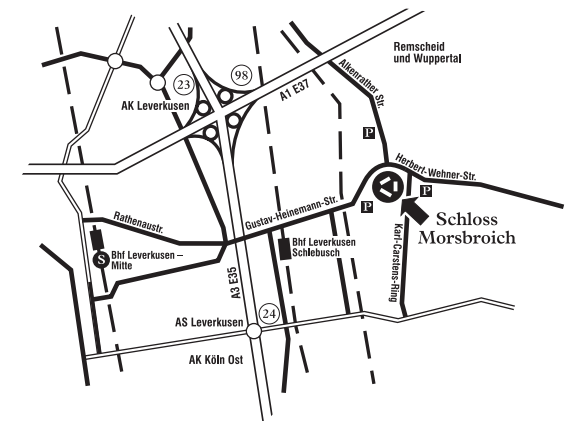 Remscheid
und Wuppertal
98
23
A1 E37
Alkenrather Str.
AK Leverkusen
P
Herbert-Wehner-Str.
P
P
Rathenaustr.
Gustav-Heinemann-Str.
Schloss
Morsbroich
Bhf Leverkusen –
Mitte
S
Bhf Leverkusen
Schlebusch
A3 E35
Karl-Carstens-Ring
AS Leverkusen
24
AK Köln Ost